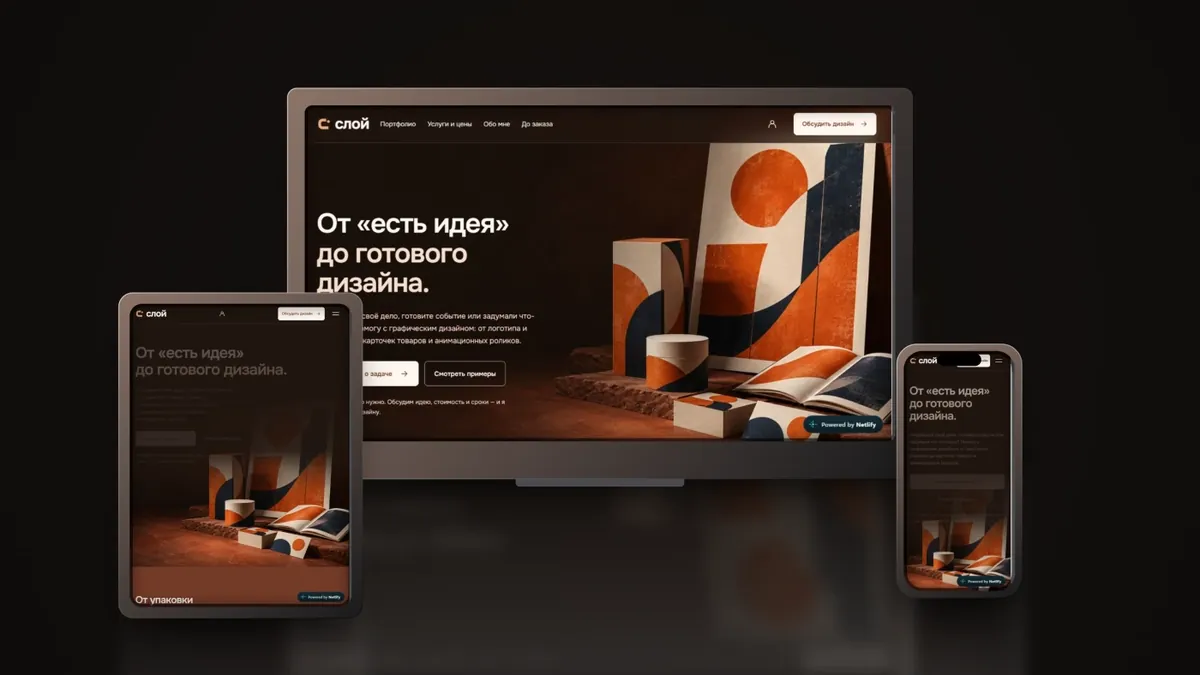 слой
Портфолио
Услуги и цены
Обо мне
До заказа
Обсудить дизайн →
От «есть идея»
до готового
дизайна.
своё дело, готовите событие или задумали что-
могу с графическим дизайном: от логотипа и
карточек товаров и анимационных роликов.
о задаче →
Смотреть примеры
нужно. Обсудим идею, стоимость и сроки — и я
Powered by Netlify
слой
Обсудить дизайн →
От «есть идея»
до готового дизайна.
От упаковки
Powered by Netlify
слой
От «есть идея»
до готового
дизайна.
Powered by Netlify